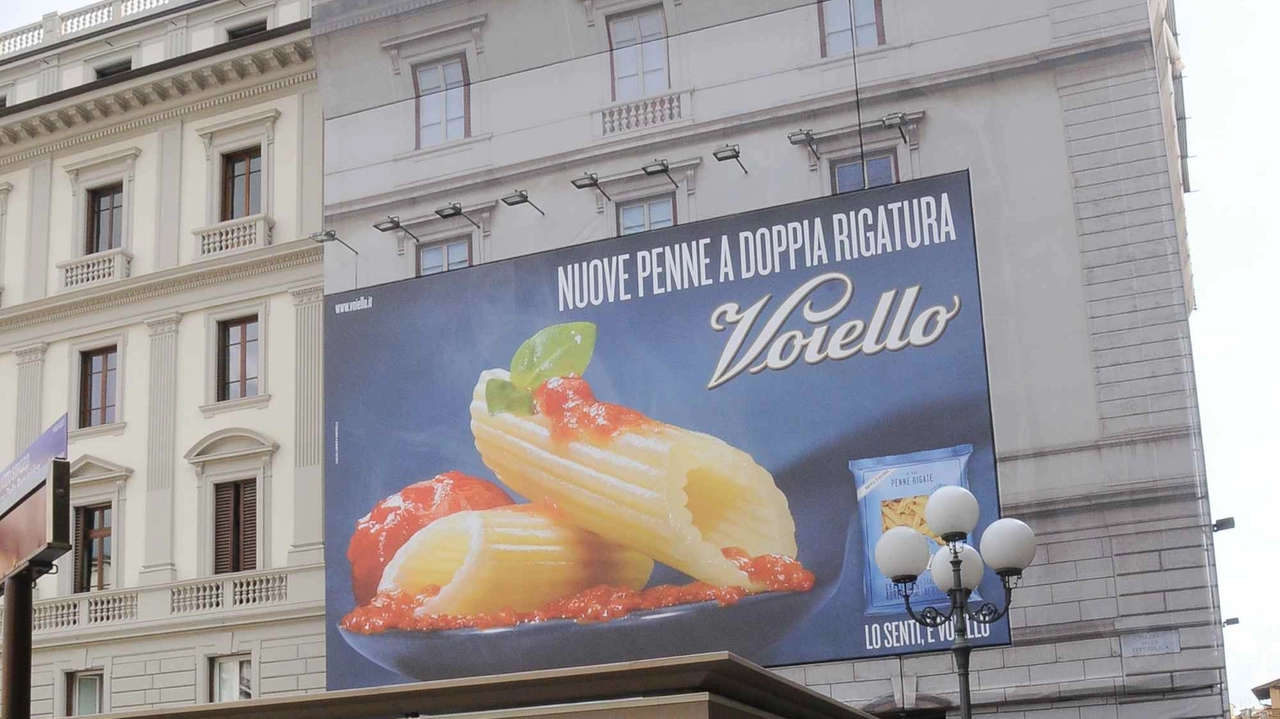 NUOVE PENNE A DOPPIA RIGATURA
Voiello
www.voiello.it
PENNE RIGATE
LO SENTI, È VOIELLO